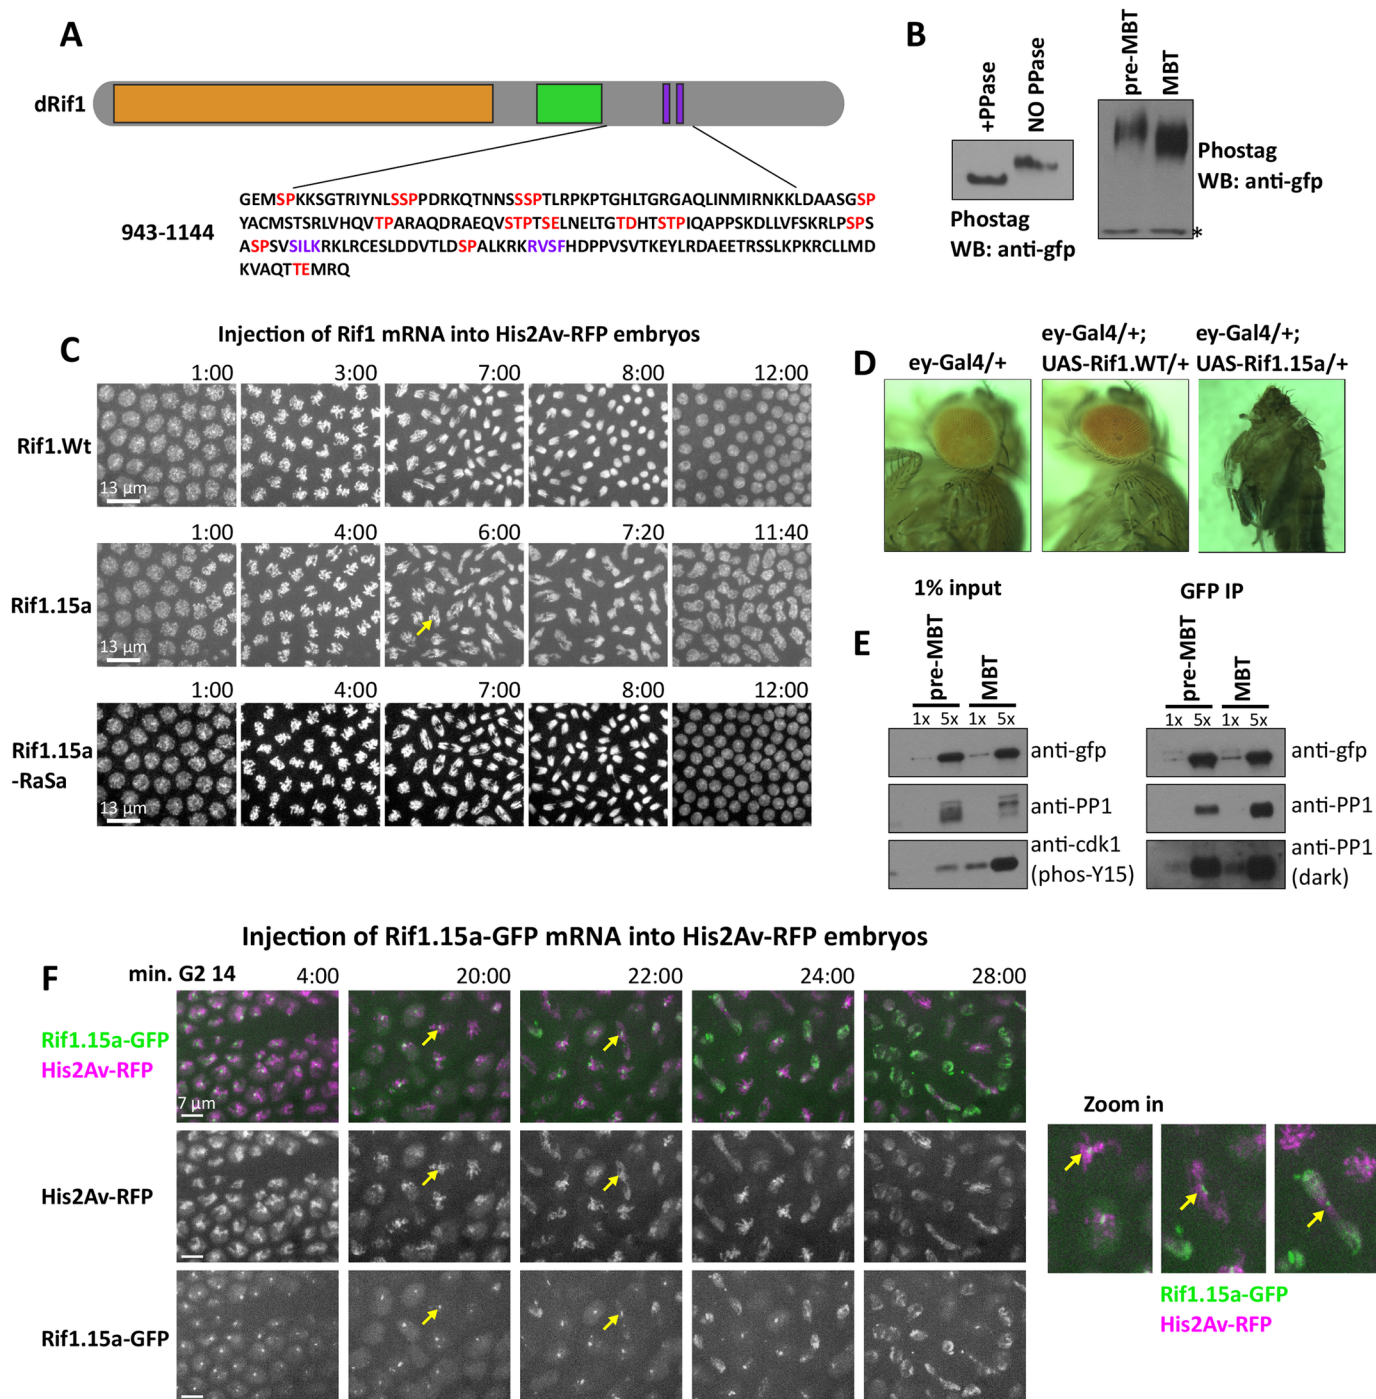 A
dRif1
943-1144
GEMSPKKSGTRIYNLSSPPDRKQTNNSSSPTLRPKPTGHLTGRGAQLINMIRNKKLDAASGSP
YACMSTSRLVHQVTPARAQDRAEQVSTPTSELNELTGTDHTSTPIQAPPSKDLLVFSKRLPSPS
ASPSVSILKRKLRCESLDDVTLDSPALKRKRVSFHDPPVSVTKEYLRDAEETRSSLKPKRCLLMD
KVAQTTEMRQ
B
+PPase
NO PPase
Phostag
WB: anti-gfp
pre-MBT
MBT
Phostag
WB: anti-gfp
*
C
Injection of Rif1 mRNA into His2Av-RFP embryos
1:00 3:00 7:00 8:00 12:00
Rif1.Wt
13 µm
1:00 4:00 6:00 7:20 11:40
Rif1.15a
13 µm
1:00 4:00 7:00 8:00 12:00
Rif1.15a
-RaSa
13 µm
D
ey-Gal4/+
ey-Gal4/+;
UAS-Rif1.WT/+
ey-Gal4/+;
UAS-Rif1.15a/+
E
1% input
pre-MBT
MBT
1x 5x 1x 5x
anti-gfp
anti-PP1
anti-cdk1
(phos-Y15)
GFP IP
pre-MBT
MBT
1x 5x 1x 5x
anti-gfp
anti-PP1
anti-PP1
(dark)
Injection of Rif1.15a-GFP mRNA into His2Av-RFP embryos
F
min. G2 14 4:00 20:00 22:00 24:00 28:00
Rif1.15a-GFP
His2Av-RFP
7 µm
His2Av-RFP
Rif1.15a-GFP
Zoom in
Rif1.15a-GFP
His2Av-RFP